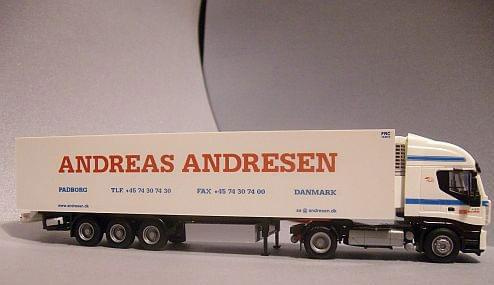 FRC
ANDREAS ANDRESEN
PADBORG TLF. +45 74 30 74 30 FAX +45 74 30 74 00 DANMARK
www.andresen.dk aa @ andresen.dk